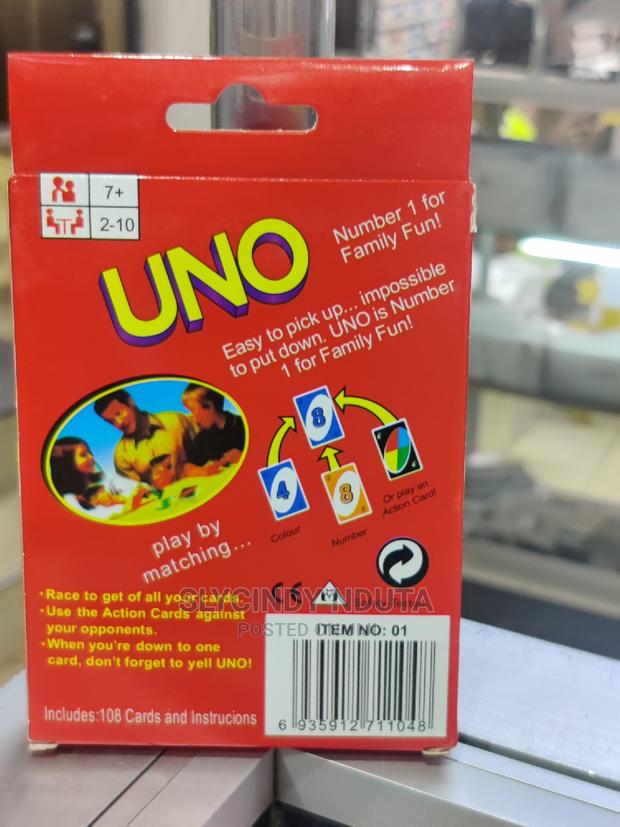 7+
2-10
UNO
Number 1 for
Family Fun!
Easy to pick up... impossible
to put down. UNO is Number
1 for Family Fun!
8
4
8
Colour
Number
Or play an
Action Card!
play by
matching...
•Race to get of all your cards.
•Use the Action Cards against
your opponents.
•When you're down to one
card, don't forget to yell UNO!
CE
SLYCINDY NDUTA
POSTED ON
ITEM NO: 01
6 935912 711048
Includes:108 Cards and Instrucions